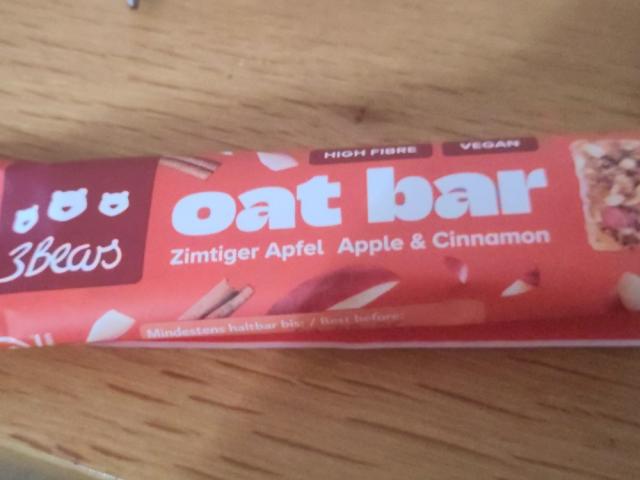 HIGH FIBRE VEGAN
oat bar
3Bears
Zimtiger Apfel Apple & Cinnamon
Mindestens haltbar bis: / Best before: